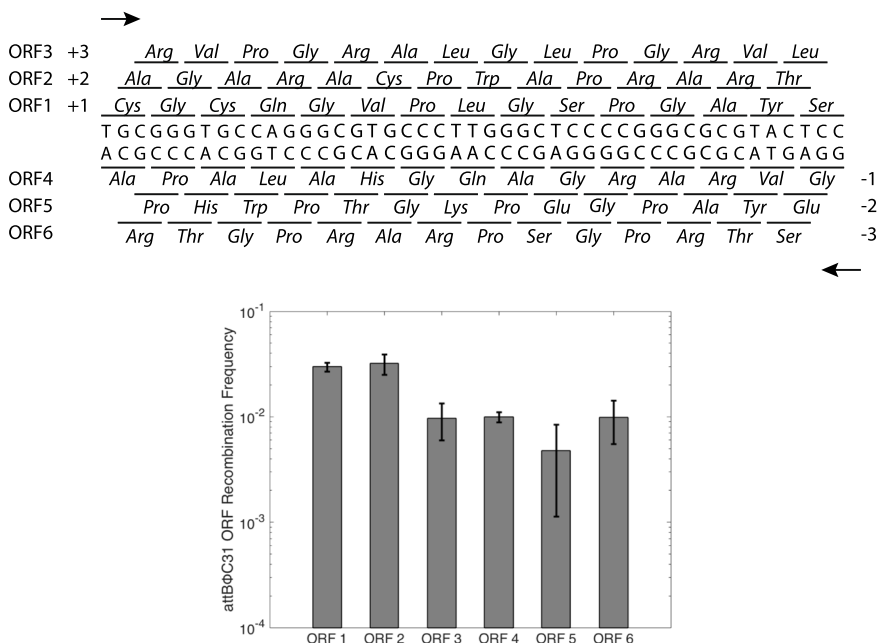 ORF3 +3 Arg Val Pro Gly Arg Ala Leu Gly Leu Pro Gly Arg Val Leu
ORF2 +2 Ala Gly Ala Arg Ala Cys Pro Trp Ala Pro Arg Ala Arg Thr
ORF1 +1 Cys Gly Cys Gln Gly Val Pro Leu Gly Ser Pro Gly Ala Tyr Ser
T G C G G G T G C C A G G G C G T G C C C T T G G G C T C C C C G G G C G C G T A C T C C
A C G C C C A C G G T C C C G C A C G G G A A C C C G A G G G G C C C G C G C A T G A G G
ORF4 Ala Pro Ala Leu Ala His Gly Gln Ala Gly Arg Ala Arg Val Gly -1
ORF5 Pro His Trp Pro Thr Gly Lys Pro Glu Gly Pro Ala Tyr Glu -2
ORF6 Arg Thr Gly Pro Arg Ala Arg Pro Ser Gly Pro Arg Thr Ser -3
attBΦC31 ORF Recombination Frequency
10⁻¹
10⁻²
10⁻³
10⁻⁴
ORF 1 ORF 2 ORF 3 ORF 4 ORF 5 ORF 6